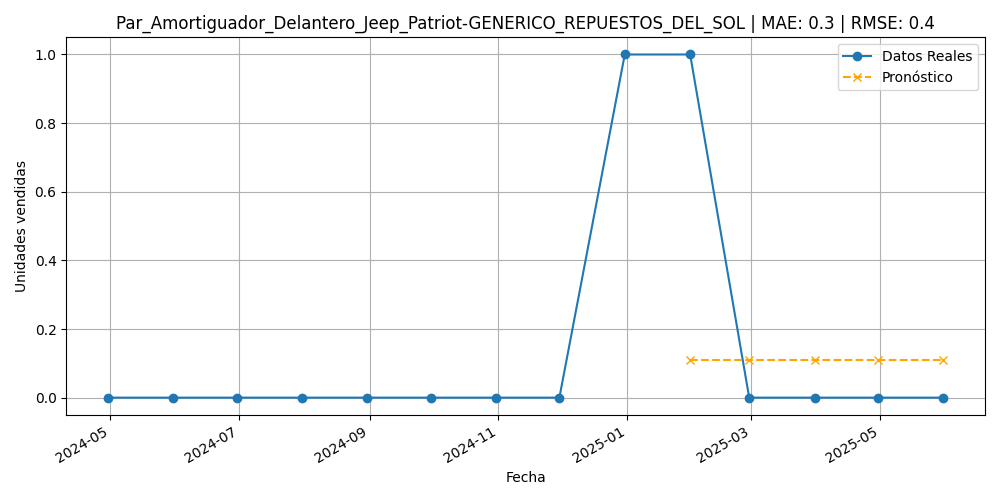 Par_Amortiguador_Delantero_Jeep_Patriot-GENERICO_REPUESTOS_DEL_SOL | MAE: 0.3 | RMSE: 0.4
Datos Reales
Pronóstico
Unidades vendidas
1.0
0.8
0.6
0.4
0.2
0.0
2024-05
2024-07
2024-09
2024-11
2025-01
2025-03
2025-05
Fecha